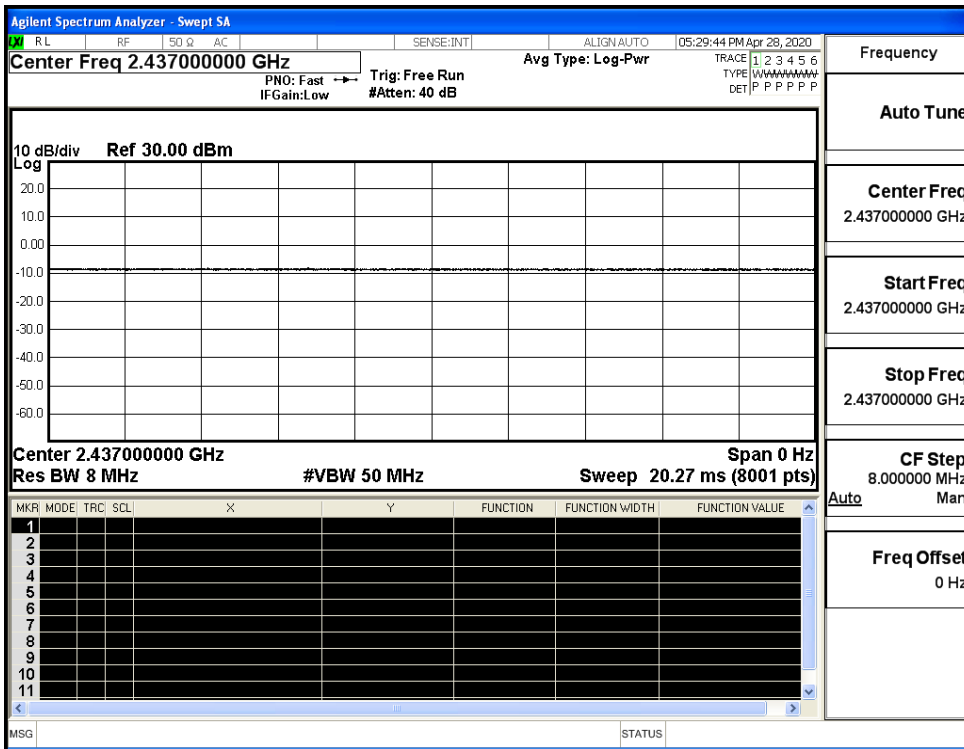 Agilent Spectrum Analyzer - Swept SA
LXI RL RF 50 Ω AC SENSE:INT ALIGN AUTO 05:29:44 PM Apr 28, 2020
Center Freq 2.437000000 GHz
PNO: Fast
IFGain:Low
Trig: Free Run
#Atten: 40 dB
Avg Type: Log-Pwr
TRACE 1 2 3 4 5 6
TYPE WWWWWW
DET P P P P P P
10 dB/div Ref 30.00 dBm
Log
20.0
10.0
0.00
-10.0
-20.0
-30.0
-40.0
-50.0
-60.0
Center 2.437000000 GHz Span 0 Hz
Res BW 8 MHz #VBW 50 MHz Sweep 20.27 ms (8001 pts)
MKR MODE TRC SCL X Y FUNCTION FUNCTION WIDTH FUNCTION VALUE
1
2
3
4
5
6
7
8
9
10
11
MSG STATUS
Frequency
Auto Tune
Center Freq
2.437000000 GHz
Start Freq
2.437000000 GHz
Stop Freq
2.437000000 GHz
CF Step
8.000000 MHz
Auto Man
Freq Offset
0 Hz